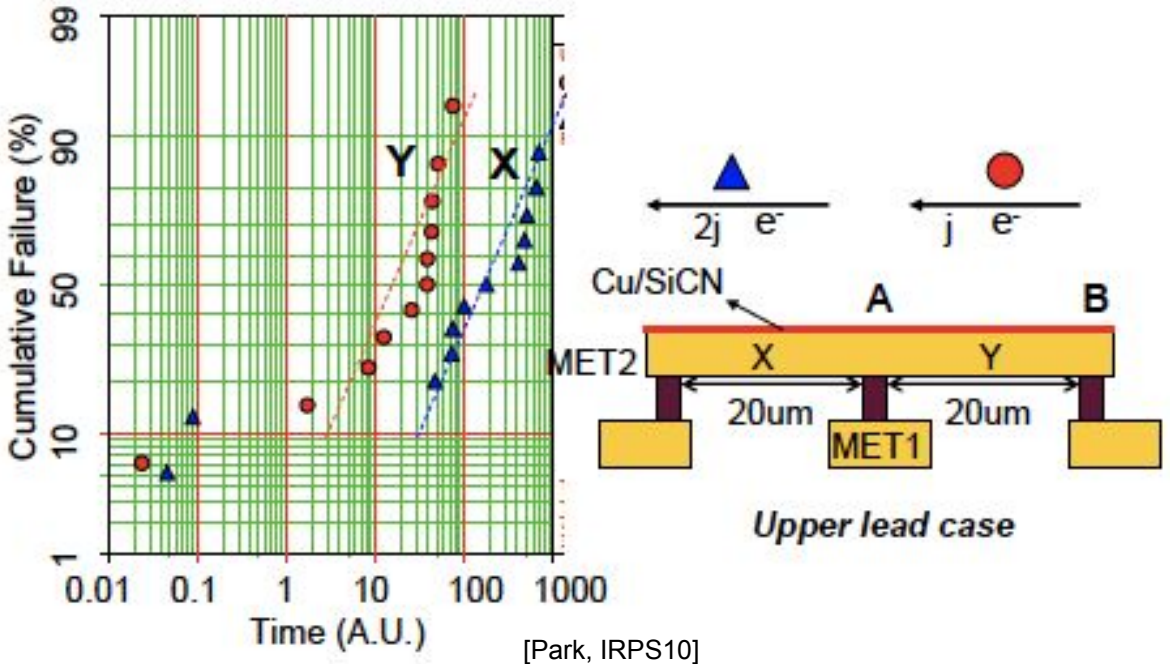 Cumulative Failure (%)
99
90
50
10
1
Y
X
0.01 0.1 1 10 100 1000
Time (A.U.)
2j e-
j e-
Cu/SiCN
A
B
MET2
X
Y
20um
20um
MET1
Upper lead case
[Park, IRPS10]